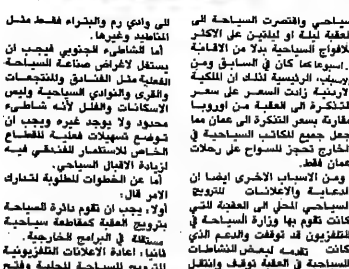 سياحي واقتصرت السياحة الى
العقبة ليلة او ليلتين على الاكثر
للافواج السياحية بدلا من الاقامة
اسبوعا كما كان في السابق ومن
الرئيسية لذلك ان الملكية
الاردنية زادت السعر على سعر
التذكرة الى العقبة من اوروبا
مقارنة بسعر التذكرة الى عمان مما
جعل جميع المكاتب السياحية في
الخارج تحجز للسواح على رحلات
عمان فقط.
ومن الاسباب الاخرى ايضا ان
الدعاية والاعلانات للترويج
السياحي المحلي الى العقبة التي
كانت تقوم بها وزارة السياحة في
التلفزيون قد توقفت والدعم الذي
كانت تقدمه لبعض النشاطات
السياحية في العقبة توقف وانتقل
الى وادي رم والبتراء فقط مثل
المناطيد وغيرها.
أما الشاطىء الجنوبي فيجب ان
يستغل لاغراض صناعة السياحة
الفعلية مثل الفنادق والمنتجعات
والقرى والنوادي السياحية وليس
الاسكانات والفلل لأنه شاطىء
محدود ولا يوجد غيره ويجب ان
توضع تسهيلات فعلية للقطاع
الخاص للاستثمار الفندقي فيه
لزيادة الاقبال السياحي.
أما عن الخطوات المطلوبة لتدارك
الامر قال:
أولا: يجب ان تقوم دائرة السياحة
بترويج العقبة كمقاطعة سياحية
مستقلة في البرامج الخارجية.
ثانيا: اعادة الاعلانات التلفزيونية
للترويج للسياحة المحلية وفتح